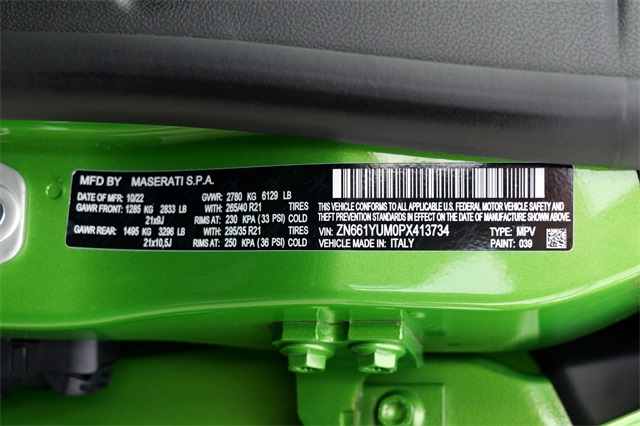 MFD BY MASERATI S.P.A.
DATE OF MFR: 10/22 GVWR: 2780 KG 6129 LB
GAWR FRONT: 1285 KG 2833 LB WITH: 265/40 R21 TIRES
21x9J RIMS AT: 230 KPA (33 PSI) COLD
GAWR REAR: 1495 KG 3296 LB WITH: 295/35 R21 TIRES
21x10,5J RIMS AT: 250 KPA (36 PSI) COLD
THIS VEHICLE CONFORMS TO ALL APPLICABLE U.S. FEDERAL MOTOR VEHICLE SAFETY,
BUMPER, AND THEFT PREVENTION STANDARDS IN EFFECT ON THE DATE OF MANUFACTURE SHOWN ABOVE.
VIN: ZN661YUM0PX413734 TYPE: MPV
VEHICLE MADE IN: ITALY PAINT: 039